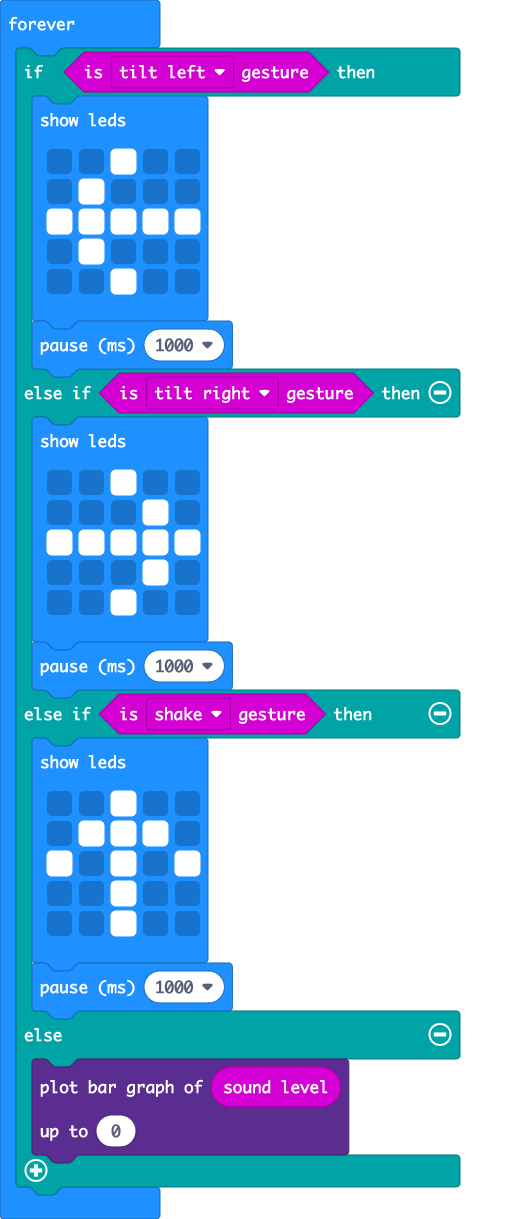 forever
if is tilt left gesture then
show leds
pause (ms) 1000
else if is tilt right gesture then
show leds
pause (ms) 1000
else if is shake gesture then
show leds
pause (ms) 1000
else
plot bar graph of sound level
up to 0